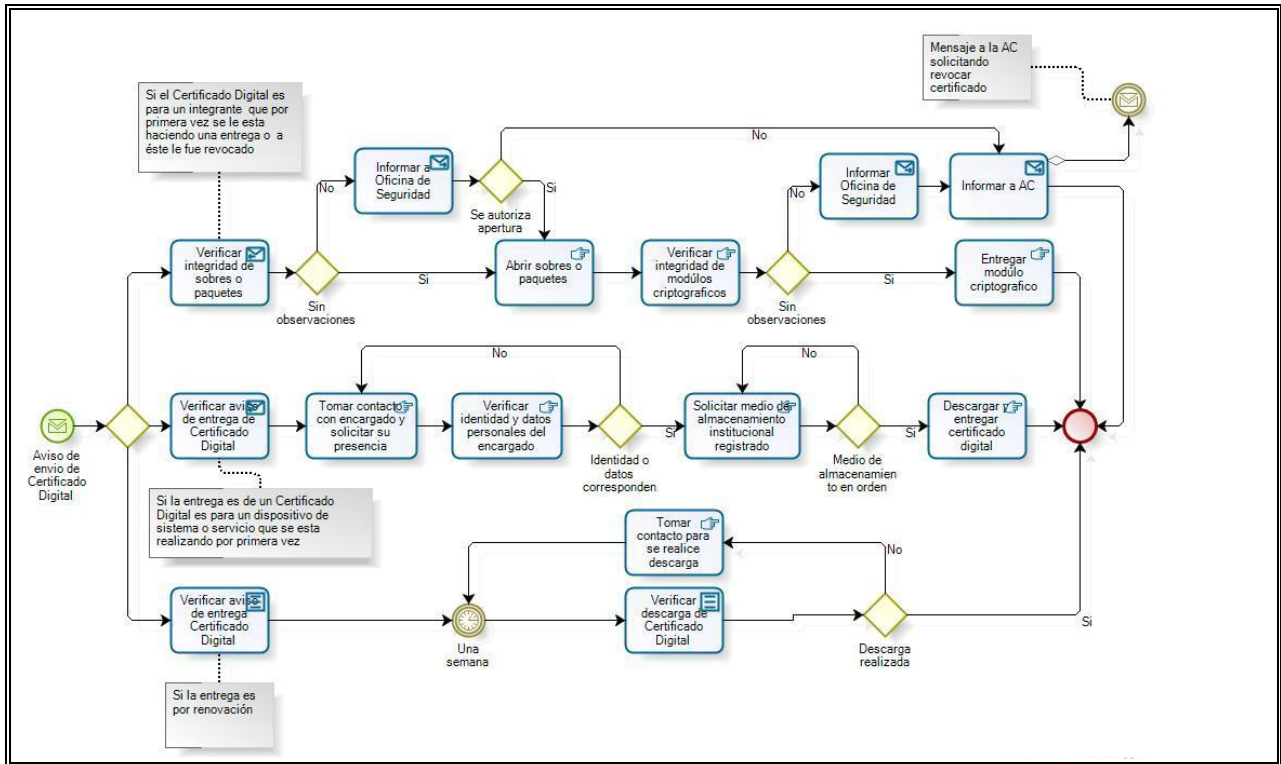 Mensaje a la AC
solicitando
revocar
certificado
Si el Certificado Digital es
para un integrante que por
primera vez se le esta
haciendo una entrega o a
éste le fue revocado
No
Informar a
Oficina de
Seguridad
No
Si
Se autoriza
apertura
Informar
Oficina de
Seguridad
No
Informar a AC
Verificar
integridad de
sobres o
paquetes
Si
Sin
observaciones
Abrir sobres o
paquetes
Verificar
integridad de
modúlos
criptograficos
Si
Sin
observaciones
Entregar
modúlo
criptografico
No
No
Aviso de
envio de
Certificado
Digital
Verificar aviso
de entrega de
Certificado
Digital
Tomar contacto
con encargado y
solicitar su
presencia
Verificar
identidad y datos
personales del
encargado
Si
Identidad o
datos
corresponden
Solicitar medio de
almacenamiento
institucional
registrado
Si
Medio de
almacenamien
to en orden
Descargar y
entregar
certificado
digital
Si la entrega es de un Certificado
Digital es para un dispositivo de
sistema o servicio que se esta
realizando por primera vez
Tomar
contacto para
se realice
descarga
No
Verificar aviso
de entrega
Certificado
Digital
Una
semana
Verificar
descarga de
Certificado
Digital
Descarga
realizada
Si
Si la entrega es
por renovación